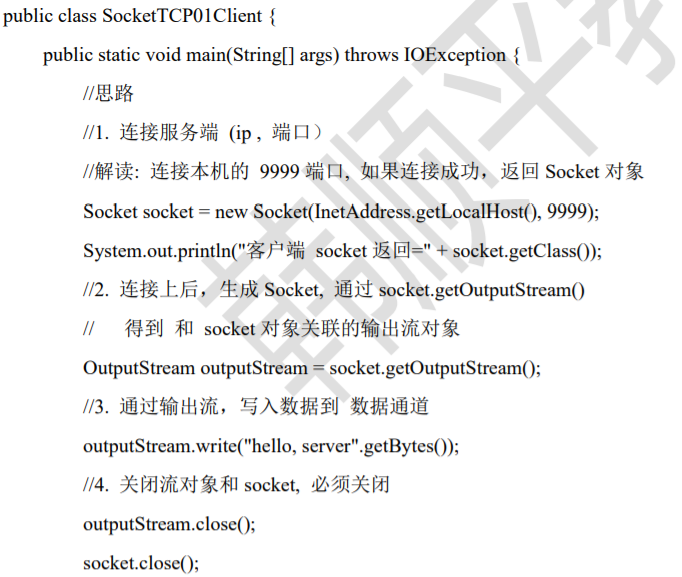 public class SocketTCP01Client {
public static void main(String[] args) throws IOException {
//思路
//1. 连接服务端 (ip , 端口）
//解读: 连接本机的 9999 端口, 如果连接成功，返回 Socket 对象
Socket socket = new Socket(InetAddress.getLocalHost(), 9999);
System.out.println("客户端 socket 返回=" + socket.getClass());
//2. 连接上后，生成 Socket, 通过 socket.getOutputStream()
// 得到 和 socket 对象关联的输出流对象
OutputStream outputStream = socket.getOutputStream();
//3. 通过输出流，写入数据到 数据通道
outputStream.write("hello, server".getBytes());
//4. 关闭流对象和 socket, 必须关闭
outputStream.close();
socket.close();
韩顺平